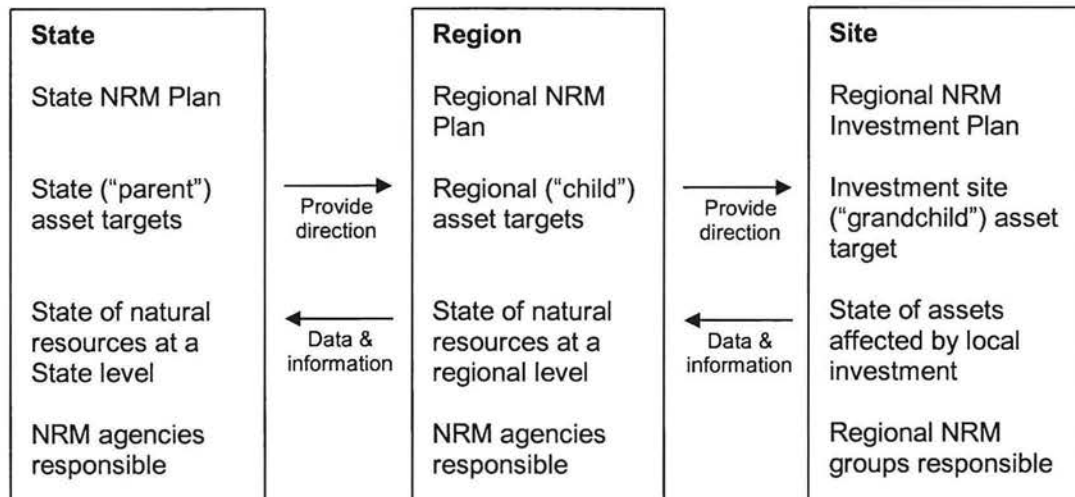 State
State NRM Plan
State (“parent”)
asset targets
State of natural
resources at a
State level
NRM agencies
responsible
Provide
direction
Data &
information
Region
Regional NRM
Plan
Regional (“child”)
asset targets
State of natural
resources at a
regional level
NRM agencies
responsible
Provide
direction
Data &
information
Site
Regional NRM
Investment Plan
Investment site
(“grandchild”) asset
target
State of assets
affected by local
investment
Regional NRM
groups responsible